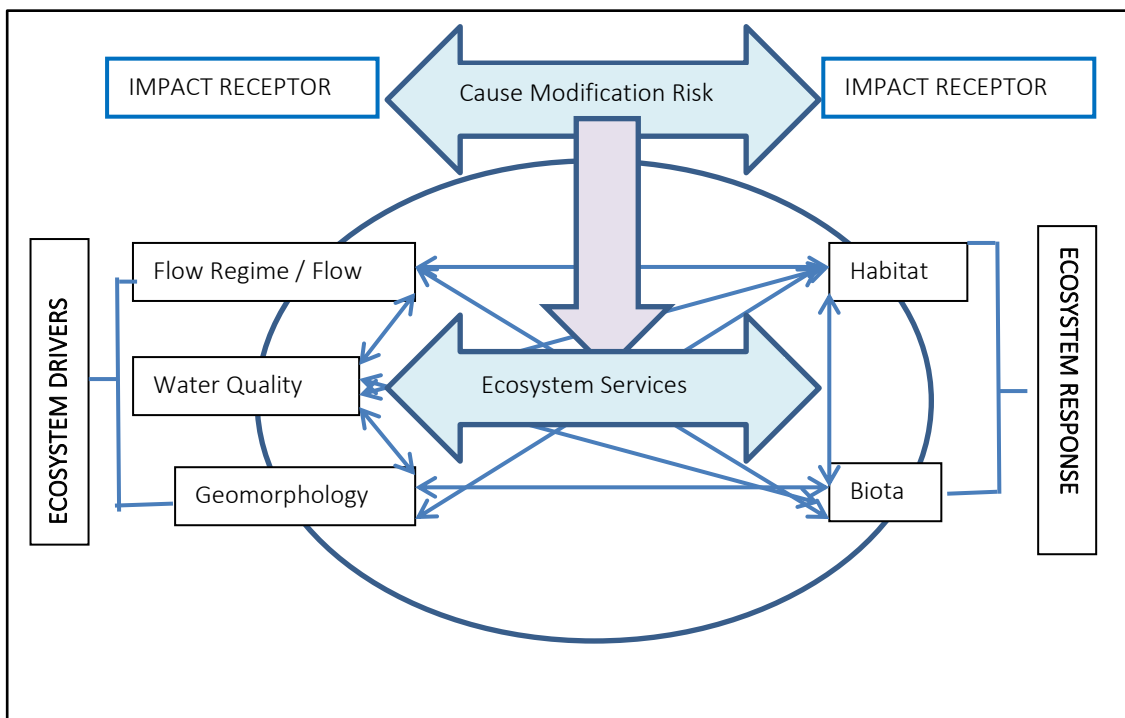 IMPACT RECEPTOR
Cause Modification Risk
IMPACT RECEPTOR
ECOSYSTEM DRIVERS
Flow Regime / Flow
Water Quality
Geomorphology
Ecosystem Services
Habitat
Biota
ECOSYSTEM RESPONSE